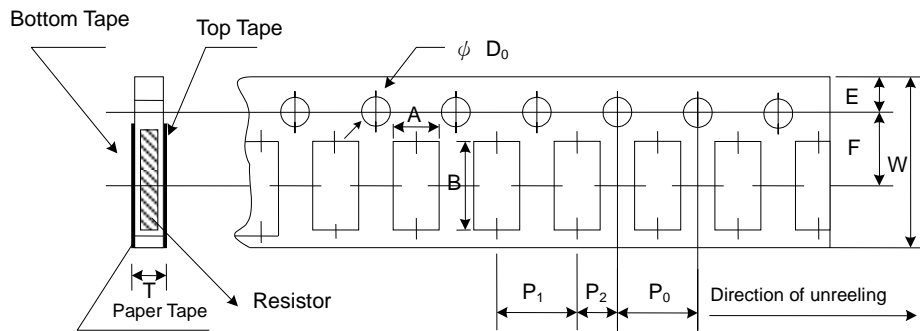 Bottom Tape
Top Tape
φ D₀
A
B
E
F
W
T
Paper Tape
Resistor
P₁
P₂
P₀
Direction of unreeling